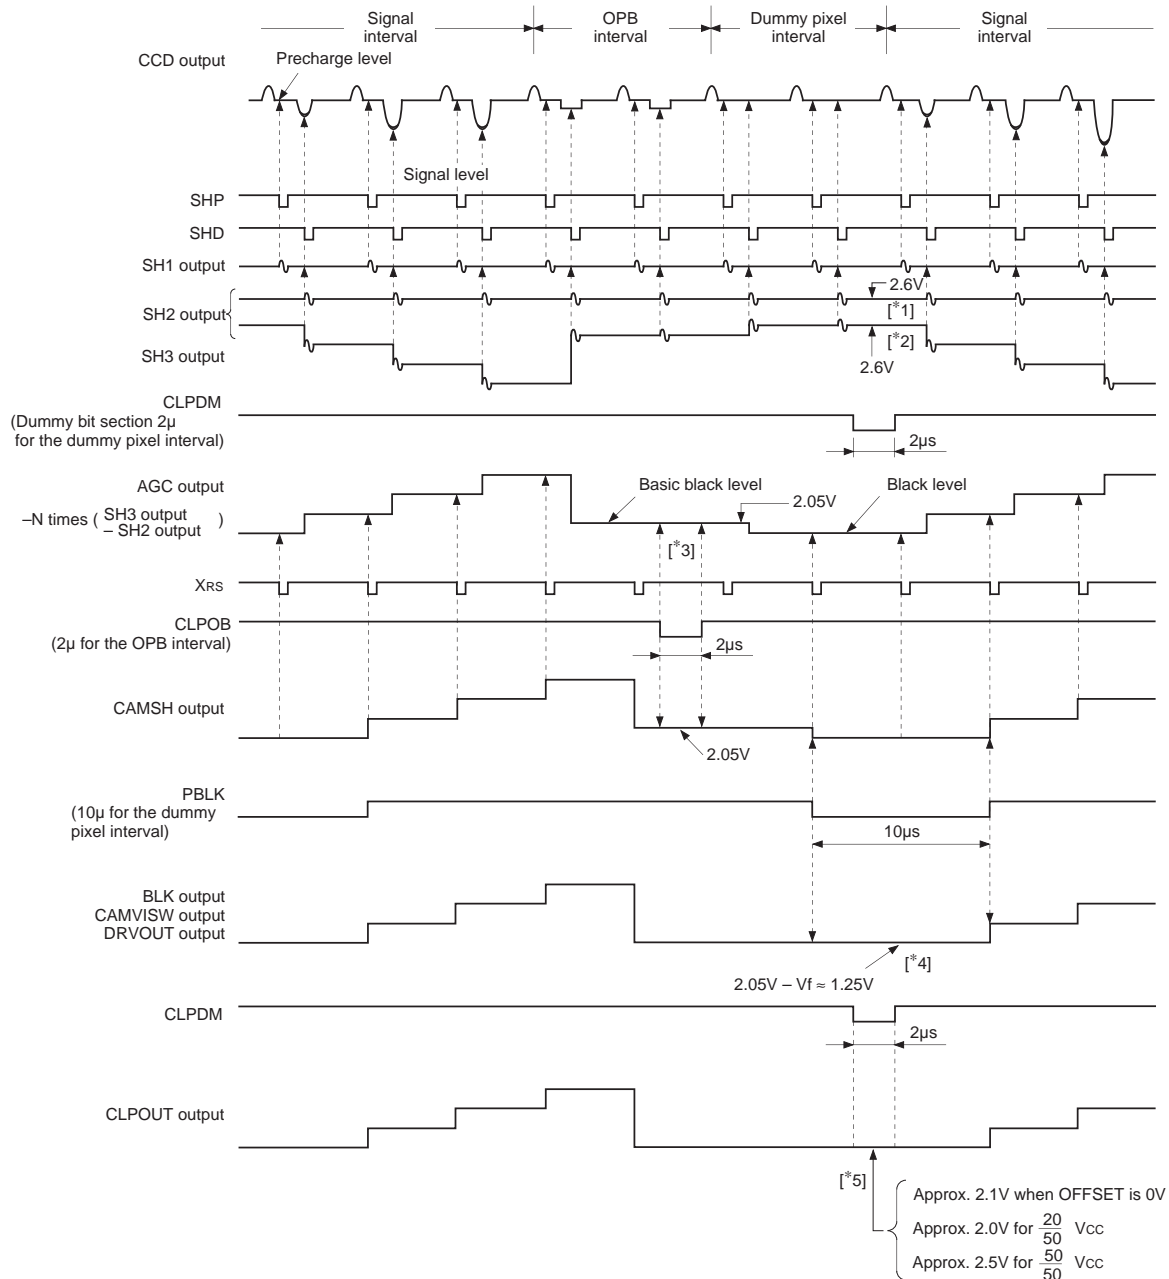 Signal interval
OPB interval
Dummy pixel interval
Signal interval
CCD output
Precharge level
Signal level
SHP
SHD
SH1 output
2.6V
[*1]
SH2 output
[*2]
SH3 output
2.6V
CLPDM
(Dummy bit section 2μ
for the dummy pixel interval)
2μs
AGC output
Basic black level
2.05V
Black level
–N times ( SH3 output – SH2 output )
[*3]
XRS
CLPOB
(2μ for the OPB interval)
2μs
CAMSH output
2.05V
PBLK
(10μ for the dummy
pixel interval)
10μs
BLK output
CAMVISW output
DRVOUT output
[*4]
2.05V – Vf ≈ 1.25V
CLPDM
2μs
CLPOUT output
[*5]
Approx. 2.1V when OFFSET is 0V
Approx. 2.0V for 20/50 VCC
Approx. 2.5V for 50/50 VCC